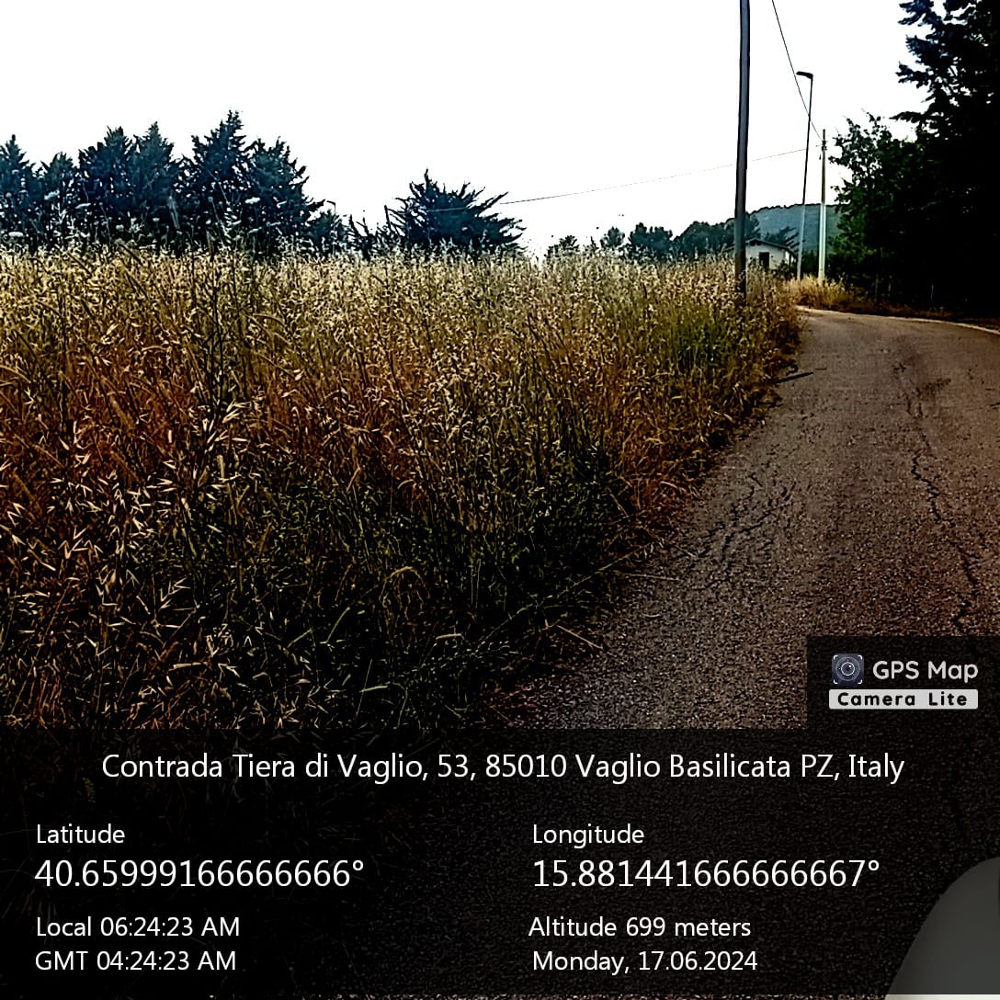 GPS Map
Camera Lite
Contrada Tiera di Vaglio, 53, 85010 Vaglio Basilicata PZ, Italy
Latitude
40.65999166666666°
Longitude
15.881441666666667°
Local 06:24:23 AM
GMT 04:24:23 AM
Altitude 699 meters
Monday, 17.06.2024